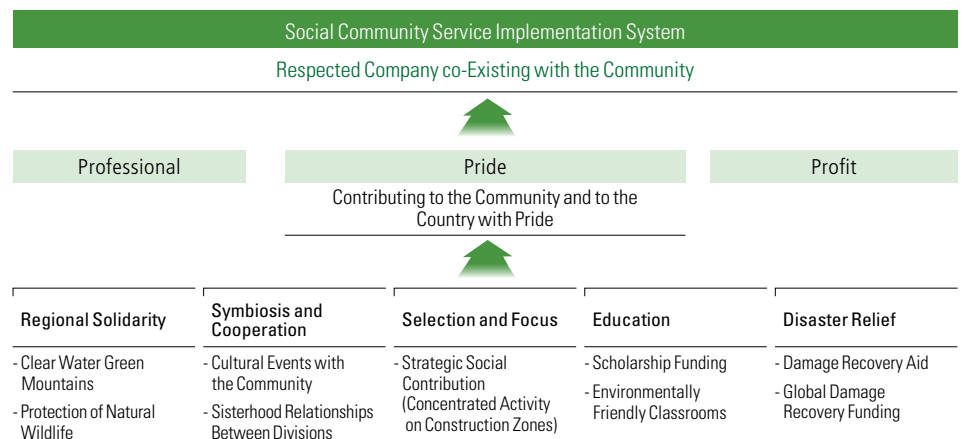 Social Community Service Implementation System
Respected Company co-Existing with the Community
Professional
Pride
Profit
Contributing to the Community and to the
Country with Pride
Regional Solidarity
- Clear Water Green
Mountains
- Protection of Natural
Wildlife
Symbiosis and
Cooperation
- Cultural Events with
the Community
- Sisterhood Relationships
Between Divisions
Selection and Focus
- Strategic Social
Contribution
(Concentrated Activity
on Construction Zones)
Education
- Scholarship Funding
- Environmentally
Friendly Classrooms
Disaster Relief
- Damage Recovery Aid
- Global Damage
Recovery Funding